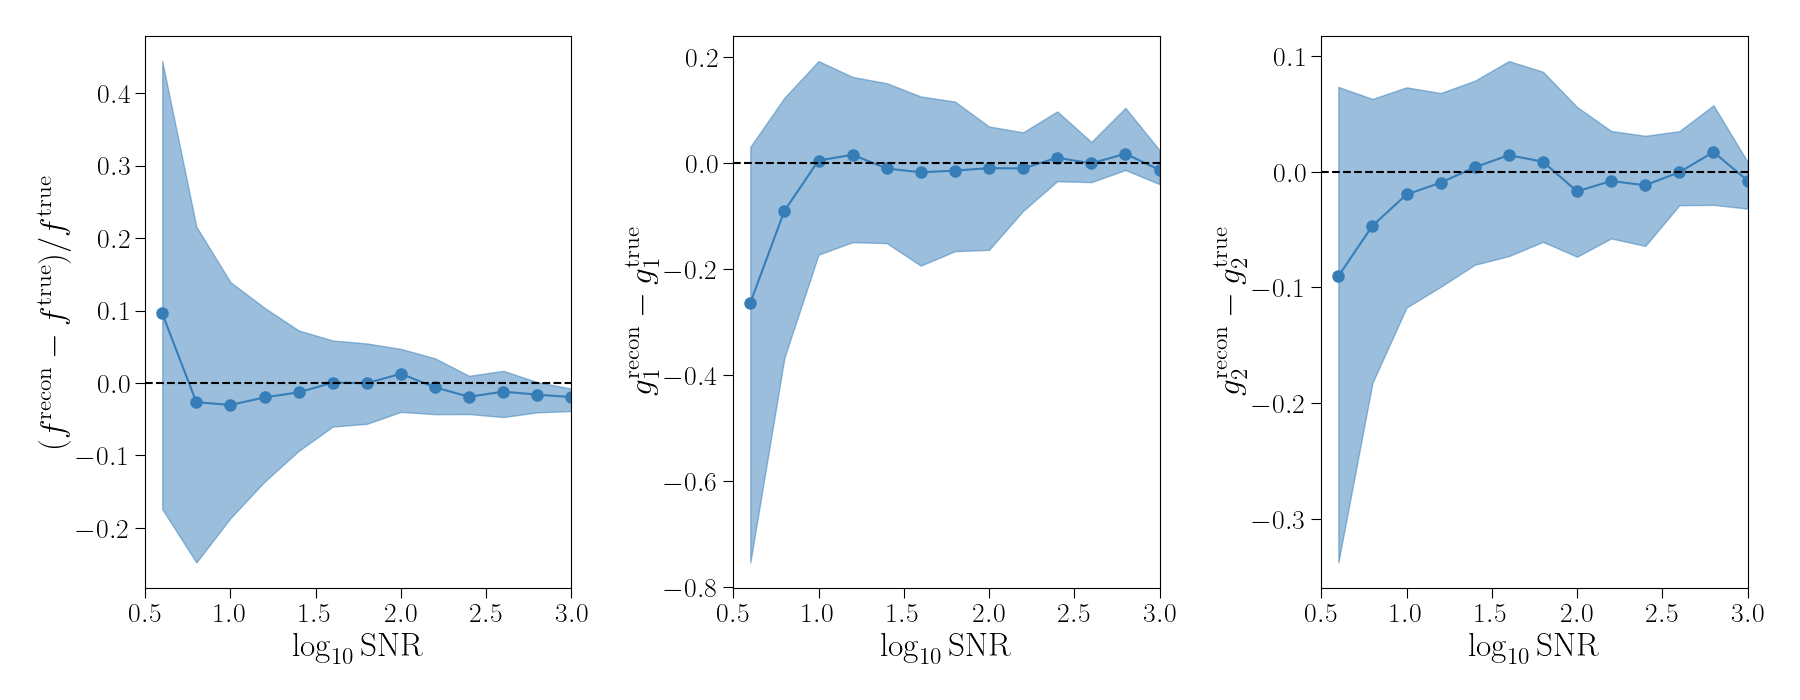 (f^recon − f^true)/f^true
0.4
0.3
0.2
0.1
0.0
−0.1
−0.2
0.5 1.0 1.5 2.0 2.5 3.0
log₁₀ SNR
g₁^recon − g₁^true
0.2
0.0
−0.2
−0.4
−0.6
−0.8
0.5 1.0 1.5 2.0 2.5 3.0
log₁₀ SNR
g₂^recon − g₂^true
0.1
0.0
−0.1
−0.2
−0.3
0.5 1.0 1.5 2.0 2.5 3.0
log₁₀ SNR